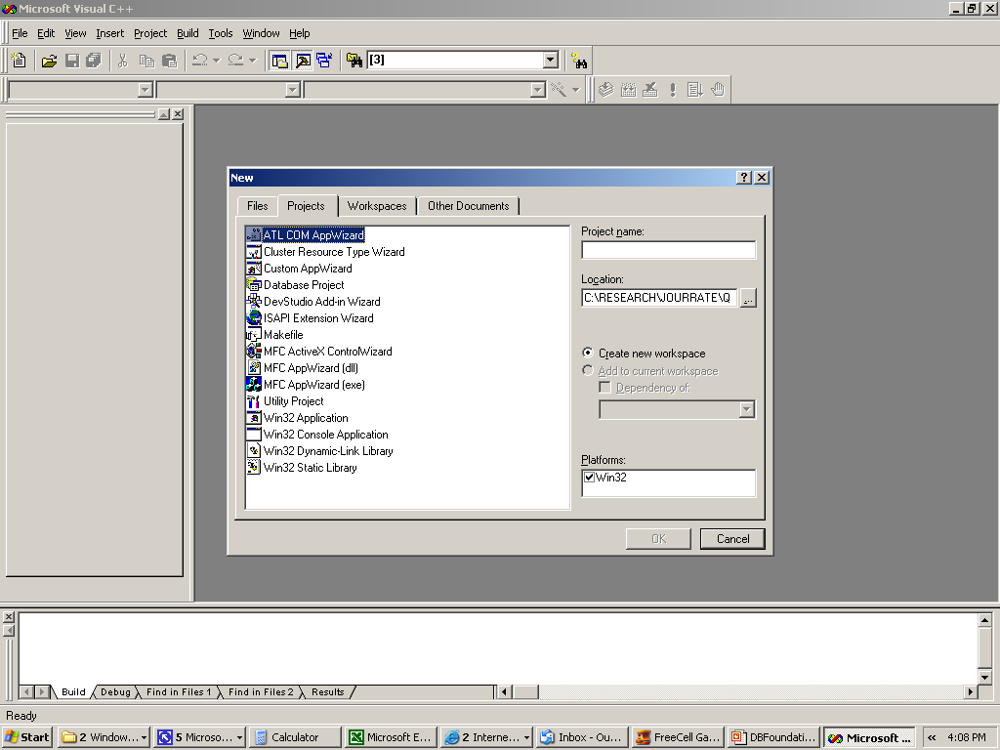 Microsoft Visual C++
File Edit View Insert Project Build Tools Window Help
[3]
New
Files Projects Workspaces Other Documents
ATL COM AppWizard
Cluster Resource Type Wizard
Custom AppWizard
Database Project
DevStudio Add-in Wizard
ISAPI Extension Wizard
Makefile
MFC ActiveX ControlWizard
MFC AppWizard (dll)
MFC AppWizard (exe)
Utility Project
Win32 Application
Win32 Console Application
Win32 Dynamic-Link Library
Win32 Static Library
Project name:
Location:
C:\RESEARCH\JOURRATE\Q
...
Create new workspace
Add to current workspace
Dependency of:
Platforms:
Win32
OK Cancel
Build Debug Find in Files 1 Find in Files 2 Results
Ready
Start 2 Window... 5 Microso... Calculator Microsoft E... 2 Interne... Inbox - Ou... FreeCell Ga... DBFoundati... Microsoft ... 4:08 PM